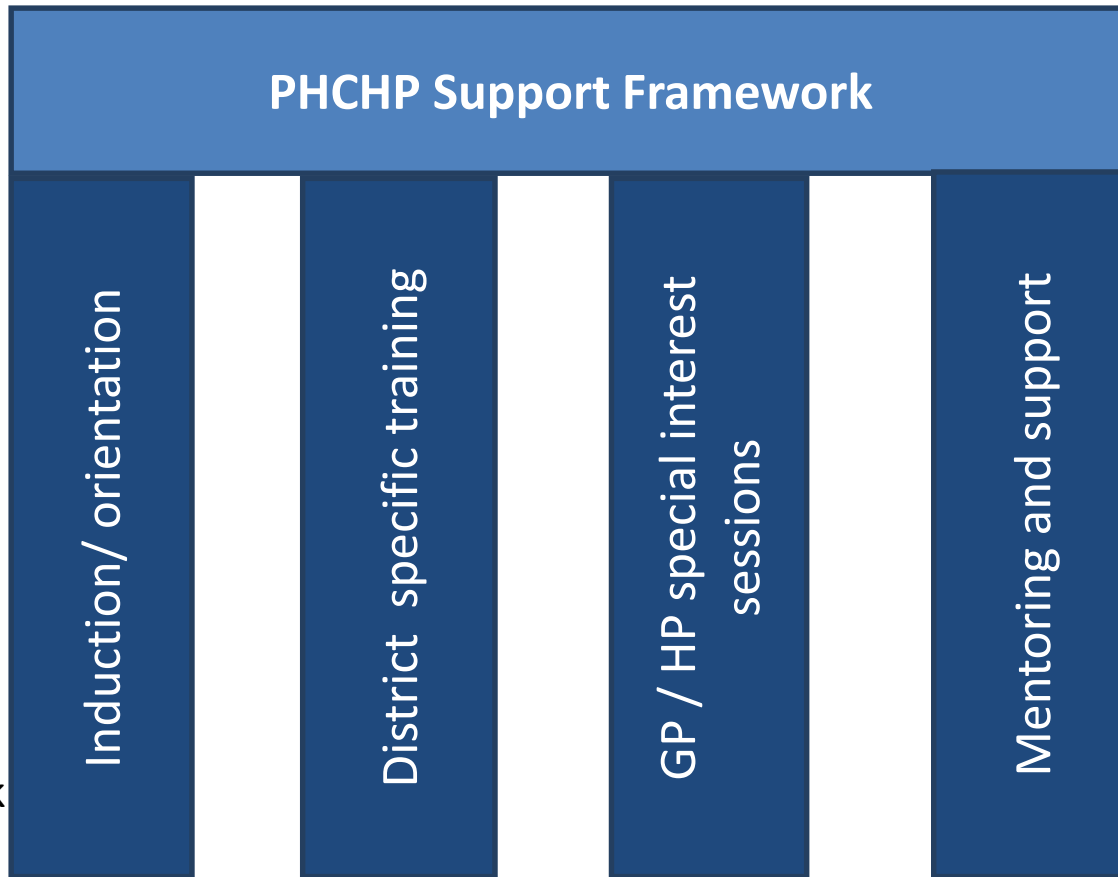 PHCHP Support Framework
Induction/ orientation
District  specific training
GP / HP special interest
sessions
Mentoring and support